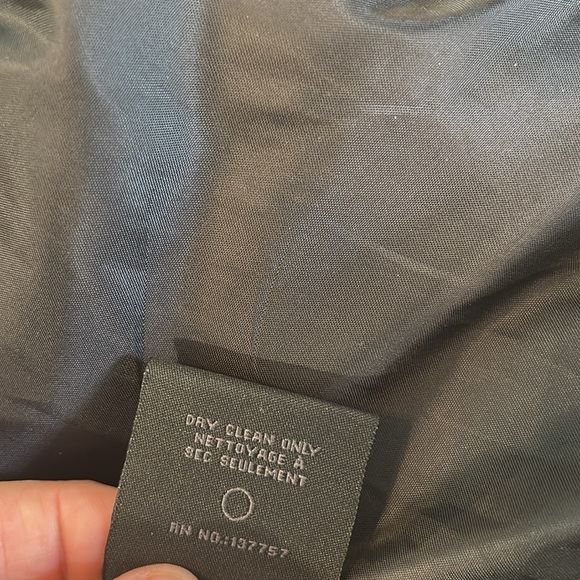 DRY CLEAN ONLY
NETTOYAGE À
SEC SEULEMENT
RN NO.:137757